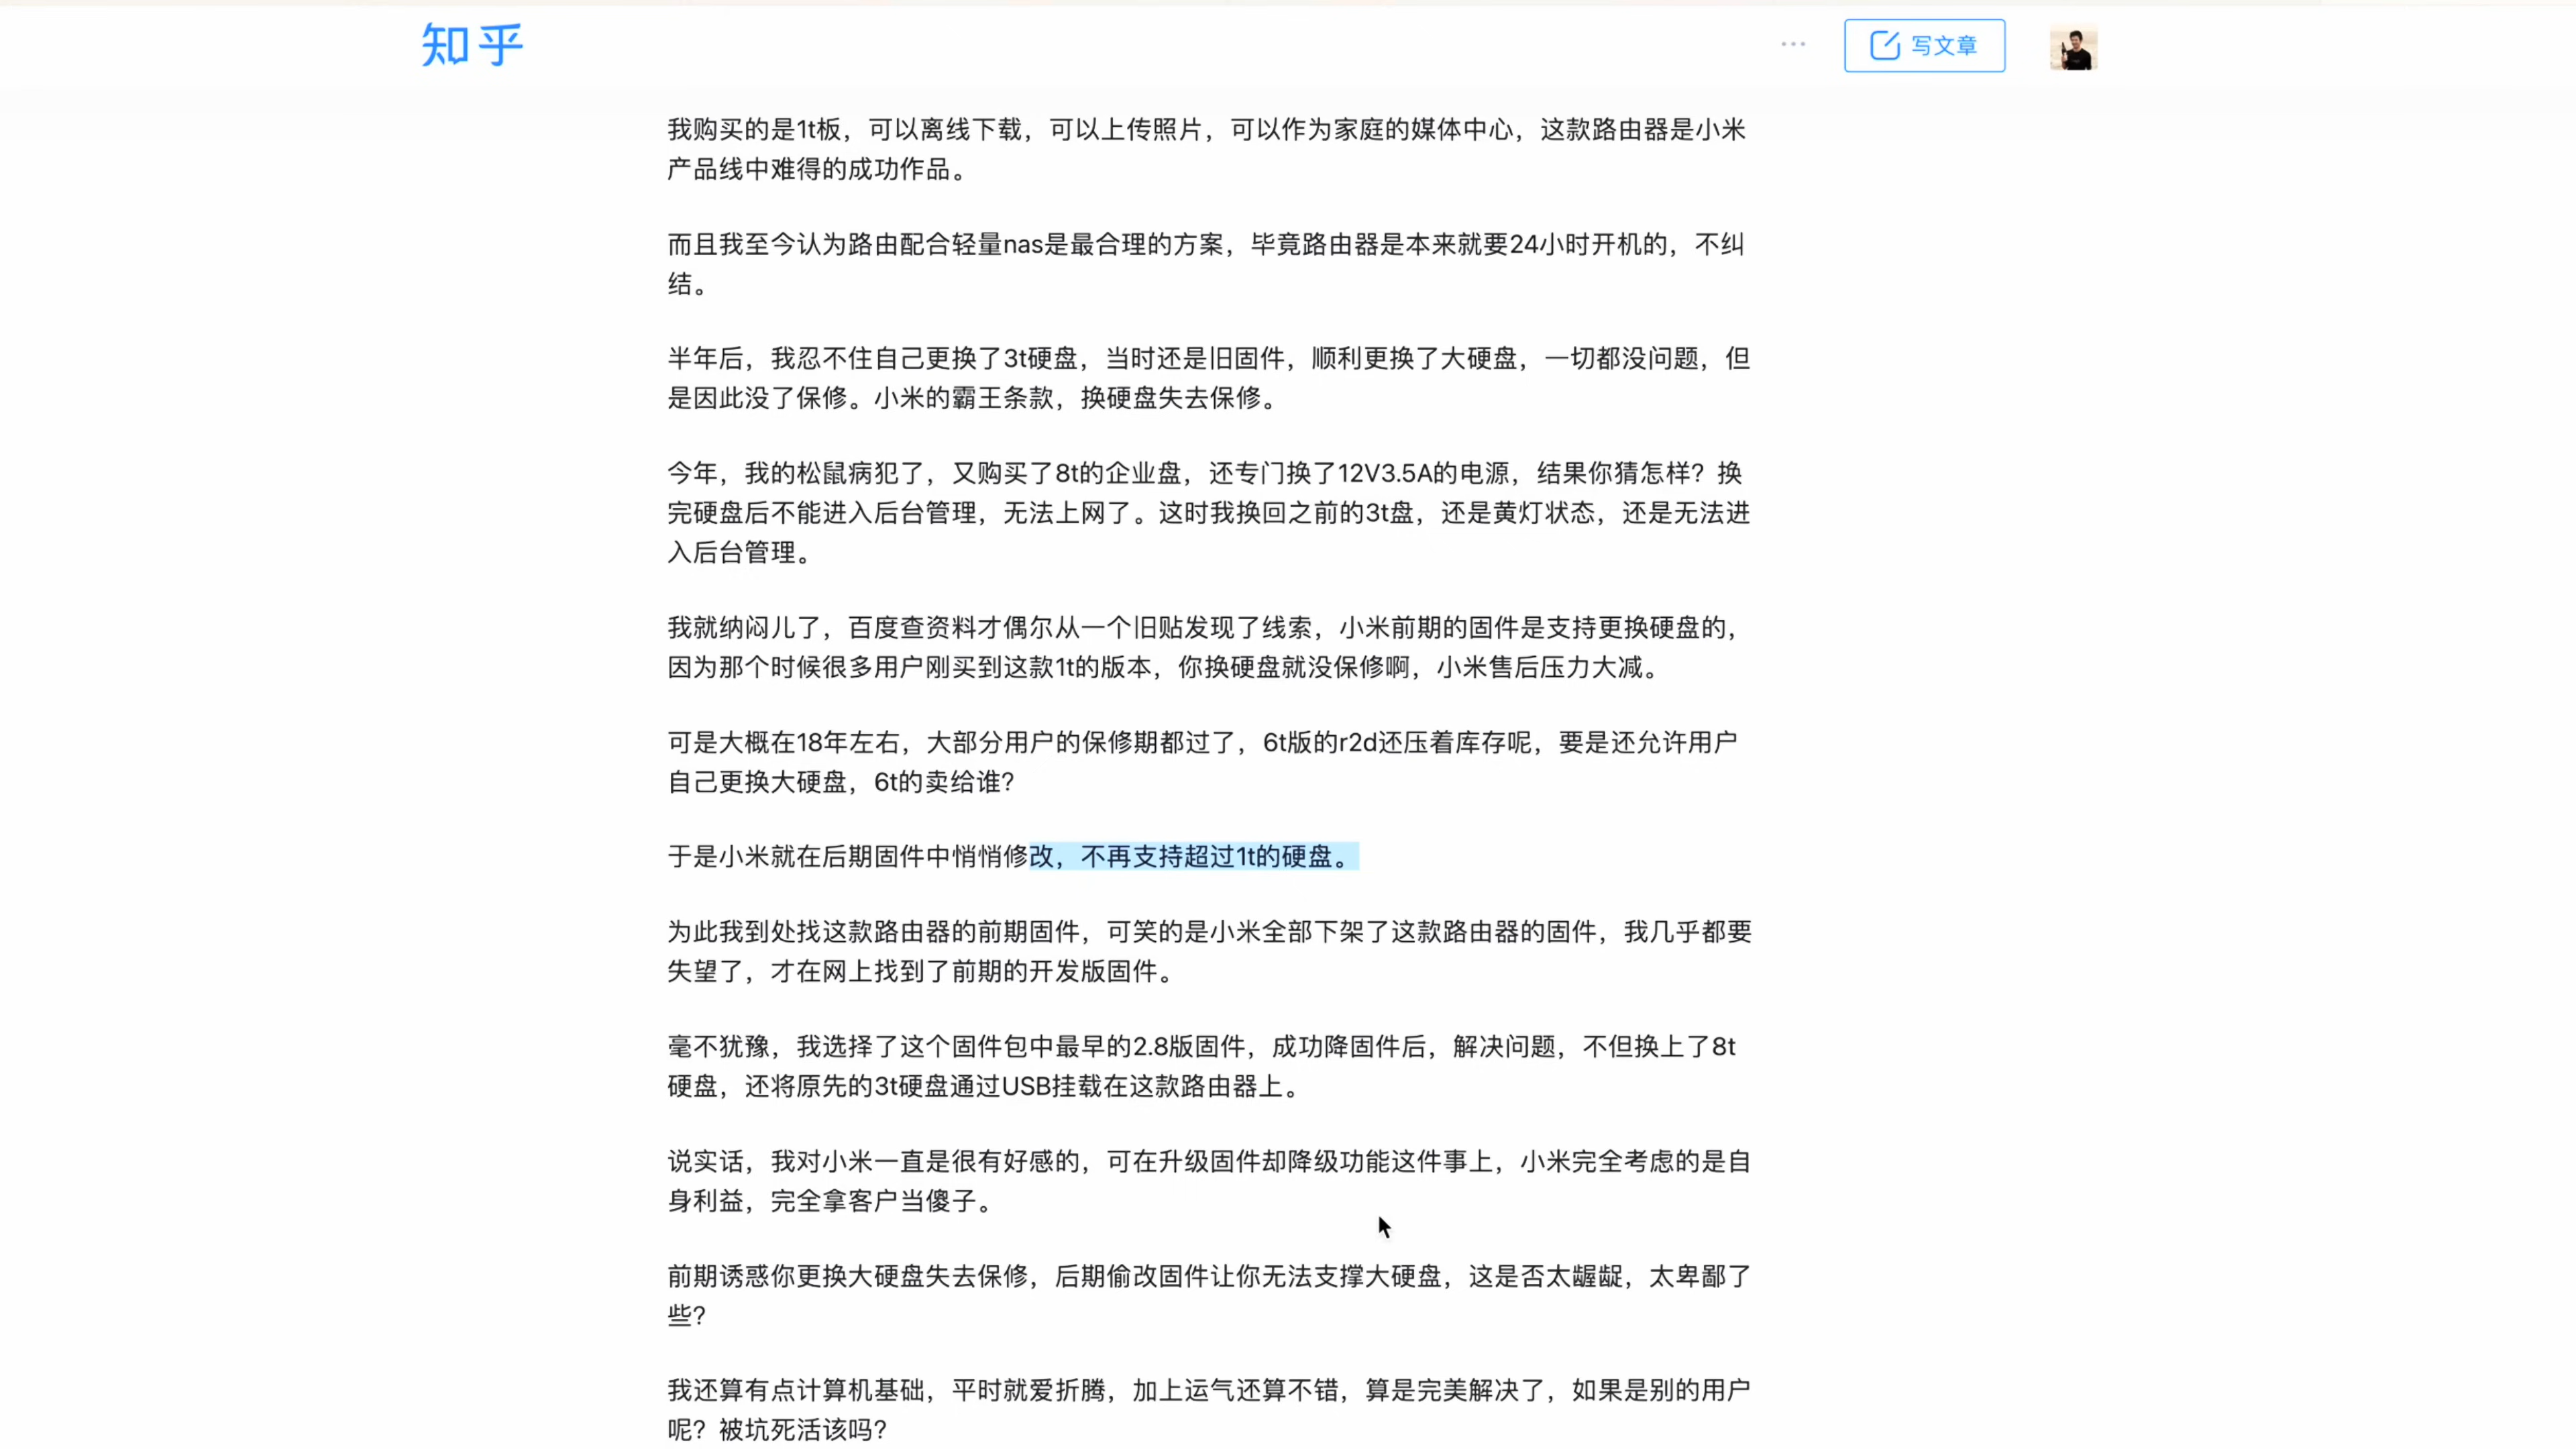 知乎
写文章
我购买的是1t板，可以离线下载，可以上传照片，可以作为家庭的媒体中心，这款路由器是小米
产品线中难得的成功作品。
而且我至今认为路由配合轻量nas是最合理的方案，毕竟路由器是本来就要24小时开机的，不纠
结。
半年后，我忍不住自己更换了3t硬盘，当时还是旧固件，顺利更换了大硬盘，一切都没问题，但
是因此没了保修。小米的霸王条款，换硬盘失去保修。
今年，我的松鼠病犯了，又购买了8t的企业盘，还专门换了12V3.5A的电源，结果你猜怎样？换
完硬盘后不能进入后台管理，无法上网了。这时我换回之前的3t盘，还是黄灯状态，还是无法进
入后台管理。
我就纳闷儿了，百度查资料才偶尔从一个旧贴发现了线索，小米前期的固件是支持更换硬盘的，
因为那个时候很多用户刚买到这款1t的版本，你换硬盘就没保修啊，小米售后压力大减。
可是大概在18年左右，大部分用户的保修期都过了，6t版的r2d还压着库存呢，要是还允许用户
自己更换大硬盘，6t的卖给谁？
于是小米就在后期固件中悄悄修改，不再支持超过1t的硬盘。
为此我到处找这款路由器的前期固件，可笑的是小米全部下架了这款路由器的固件，我几乎都要
失望了，才在网上找到了前期的开发版固件。
毫不犹豫，我选择了这个固件包中最早的2.8版固件，成功降固件后，解决问题，不但换上了8t
硬盘，还将原先的3t硬盘通过USB挂载在这款路由器上。
说实话，我对小米一直是很有好感的，可在升级固件却降级功能这件事上，小米完全考虑的是自
身利益，完全拿客户当傻子。
前期诱惑你更换大硬盘失去保修，后期偷改固件让你无法支撑大硬盘，这是否太龌龊，太卑鄙了
些？
我还算有点计算机基础，平时就爱折腾，加上运气还算不错，算是完美解决了，如果是别的用户
呢？被坑死活该吗？